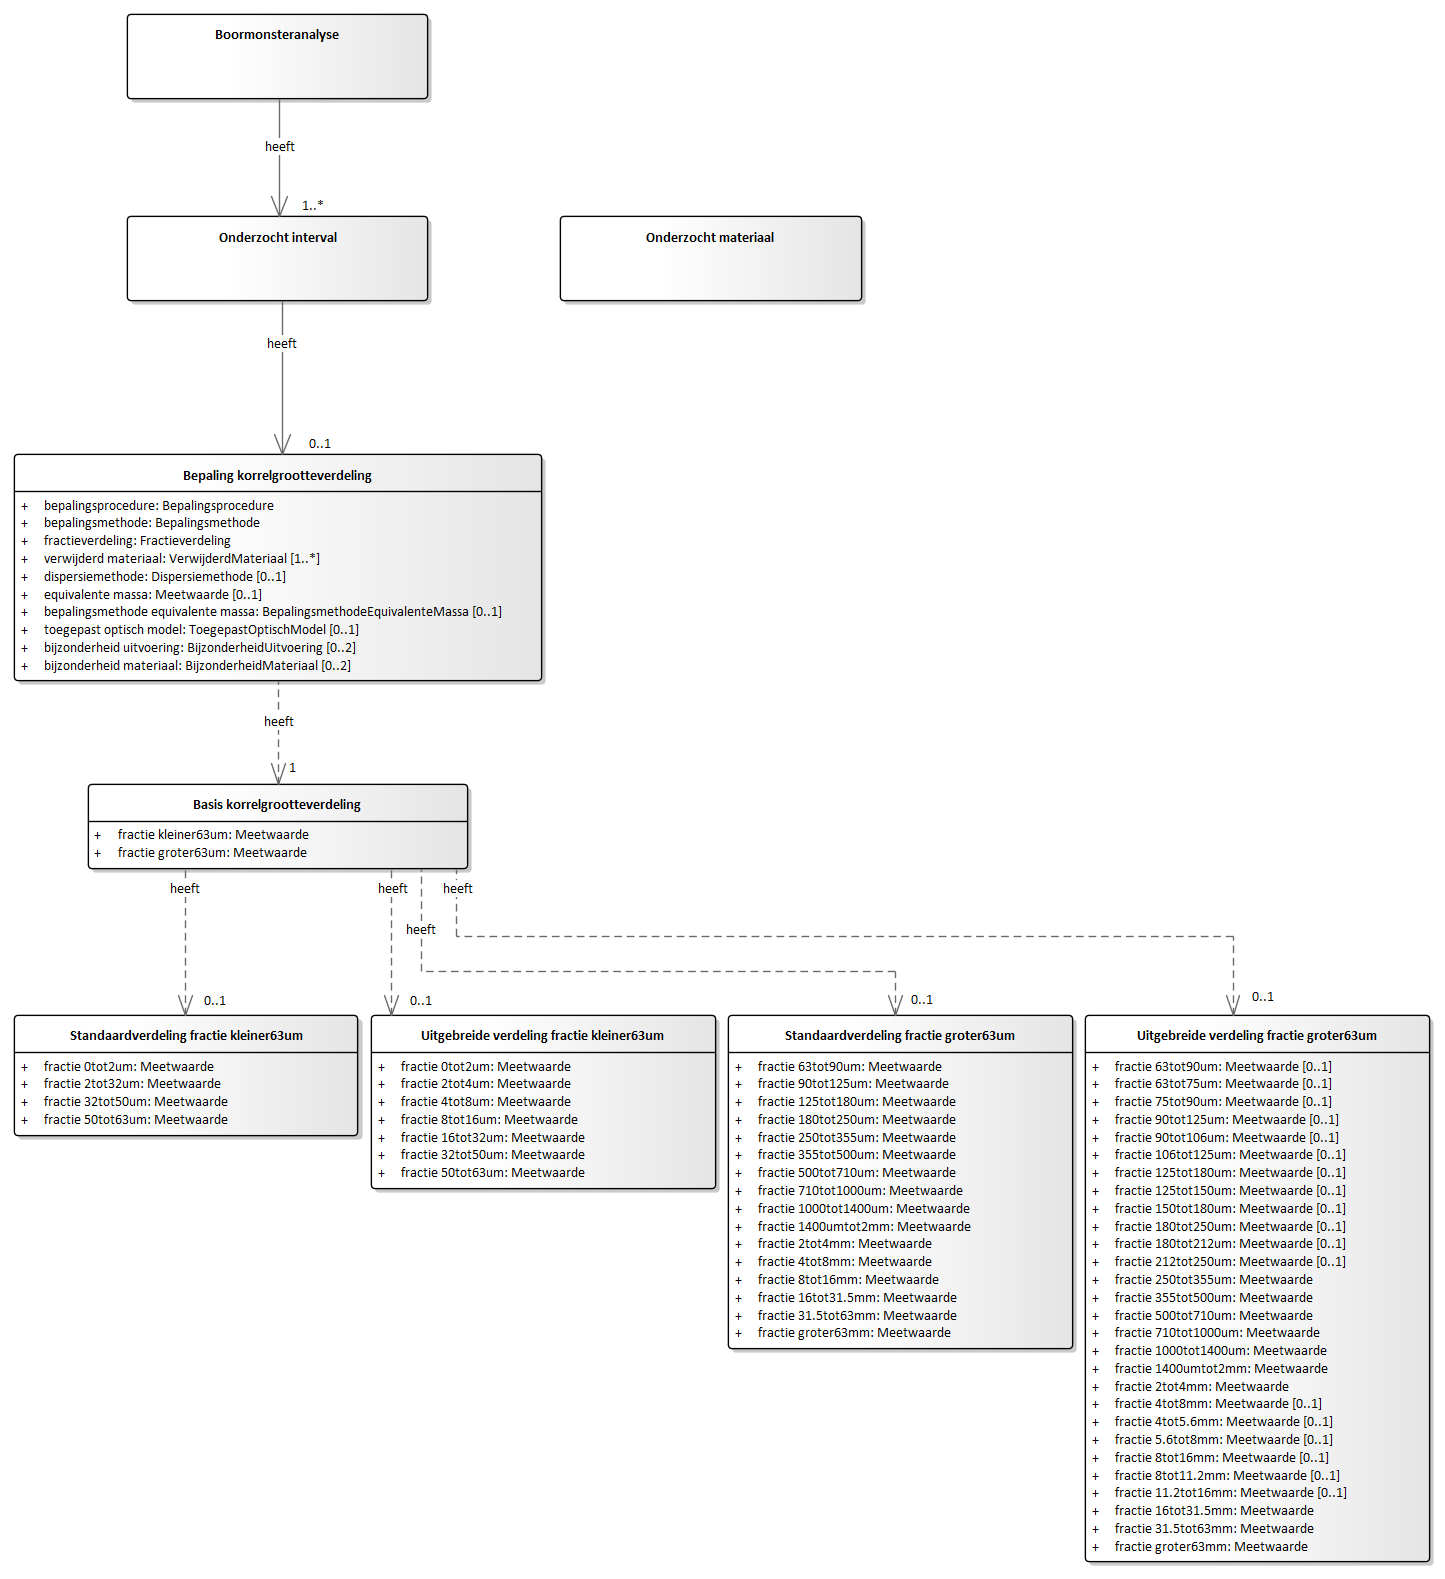 Boormonsteranalyse
heeft
1..*
Onderzocht interval
Onderzocht materiaal
heeft
0..1
Bepaling korrelgrootteverdeling
+ bepalingsprocedure: Bepalingsprocedure
+ bepalingsmethode: Bepalingsmethode
+ fractieverdeling: Fractieverdeling
+ verwijderd materiaal: VerwijderdMateriaal [1..*]
+ dispersiemethode: Dispersiemethode [0..1]
+ equivalente massa: Meetwaarde [0..1]
+ bepalingsmethode equivalente massa: BepalingsmethodeEquivalenteMassa [0..1]
+ toegepast optisch model: ToegepastOptischModel [0..1]
+ bijzonderheid uitvoering: BijzonderheidUitvoering [0..2]
+ bijzonderheid materiaal: BijzonderheidMateriaal [0..2]
heeft
1
Basis korrelgrootteverdeling
+ fractie kleiner63um: Meetwaarde
+ fractie groter63um: Meetwaarde
heeft
heeft
heeft
heeft
0..1
0..1
0..1
0..1
Standaardverdeling fractie kleiner63um
+ fractie 0tot2um: Meetwaarde
+ fractie 2tot32um: Meetwaarde
+ fractie 32tot50um: Meetwaarde
+ fractie 50tot63um: Meetwaarde
Uitgebreide verdeling fractie kleiner63um
+ fractie 0tot2um: Meetwaarde
+ fractie 2tot4um: Meetwaarde
+ fractie 4tot8um: Meetwaarde
+ fractie 8tot16um: Meetwaarde
+ fractie 16tot32um: Meetwaarde
+ fractie 32tot50um: Meetwaarde
+ fractie 50tot63um: Meetwaarde
Standaardverdeling fractie groter63um
+ fractie 63tot90um: Meetwaarde
+ fractie 90tot125um: Meetwaarde
+ fractie 125tot180um: Meetwaarde
+ fractie 180tot250um: Meetwaarde
+ fractie 250tot355um: Meetwaarde
+ fractie 355tot500um: Meetwaarde
+ fractie 500tot710um: Meetwaarde
+ fractie 710tot1000um: Meetwaarde
+ fractie 1000tot1400um: Meetwaarde
+ fractie 1400umtot2mm: Meetwaarde
+ fractie 2tot4mm: Meetwaarde
+ fractie 4tot8mm: Meetwaarde
+ fractie 8tot16mm: Meetwaarde
+ fractie 16tot31.5mm: Meetwaarde
+ fractie 31.5tot63mm: Meetwaarde
+ fractie groter63mm: Meetwaarde
Uitgebreide verdeling fractie groter63um
+ fractie 63tot90um: Meetwaarde [0..1]
+ fractie 63tot75um: Meetwaarde [0..1]
+ fractie 75tot90um: Meetwaarde [0..1]
+ fractie 90tot125um: Meetwaarde [0..1]
+ fractie 90tot106um: Meetwaarde [0..1]
+ fractie 106tot125um: Meetwaarde [0..1]
+ fractie 125tot180um: Meetwaarde [0..1]
+ fractie 125tot150um: Meetwaarde [0..1]
+ fractie 150tot180um: Meetwaarde [0..1]
+ fractie 180tot250um: Meetwaarde [0..1]
+ fractie 180tot212um: Meetwaarde [0..1]
+ fractie 212tot250um: Meetwaarde [0..1]
+ fractie 250tot355um: Meetwaarde
+ fractie 355tot500um: Meetwaarde
+ fractie 500tot710um: Meetwaarde
+ fractie 710tot1000um: Meetwaarde
+ fractie 1000tot1400um: Meetwaarde
+ fractie 1400umtot2mm: Meetwaarde
+ fractie 2tot4mm: Meetwaarde
+ fractie 4tot8mm: Meetwaarde [0..1]
+ fractie 4tot5.6mm: Meetwaarde [0..1]
+ fractie 5.6tot8mm: Meetwaarde [0..1]
+ fractie 8tot16mm: Meetwaarde [0..1]
+ fractie 8tot11.2mm: Meetwaarde [0..1]
+ fractie 11.2tot16mm: Meetwaarde [0..1]
+ fractie 16tot31.5mm: Meetwaarde
+ fractie 31.5tot63mm: Meetwaarde
+ fractie groter63mm: Meetwaarde